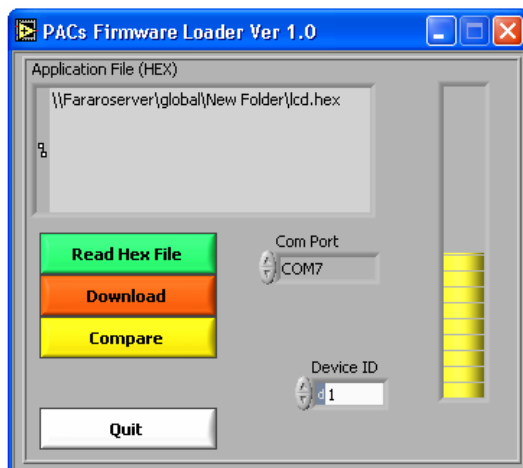 PACs Firmware Loader Ver 1.0
Application File (HEX)
\\Fararoserver\global\New Folder\lcd.hex
Read Hex File
Com Port
COM7
Download
Compare
Device ID
d 1
Quit